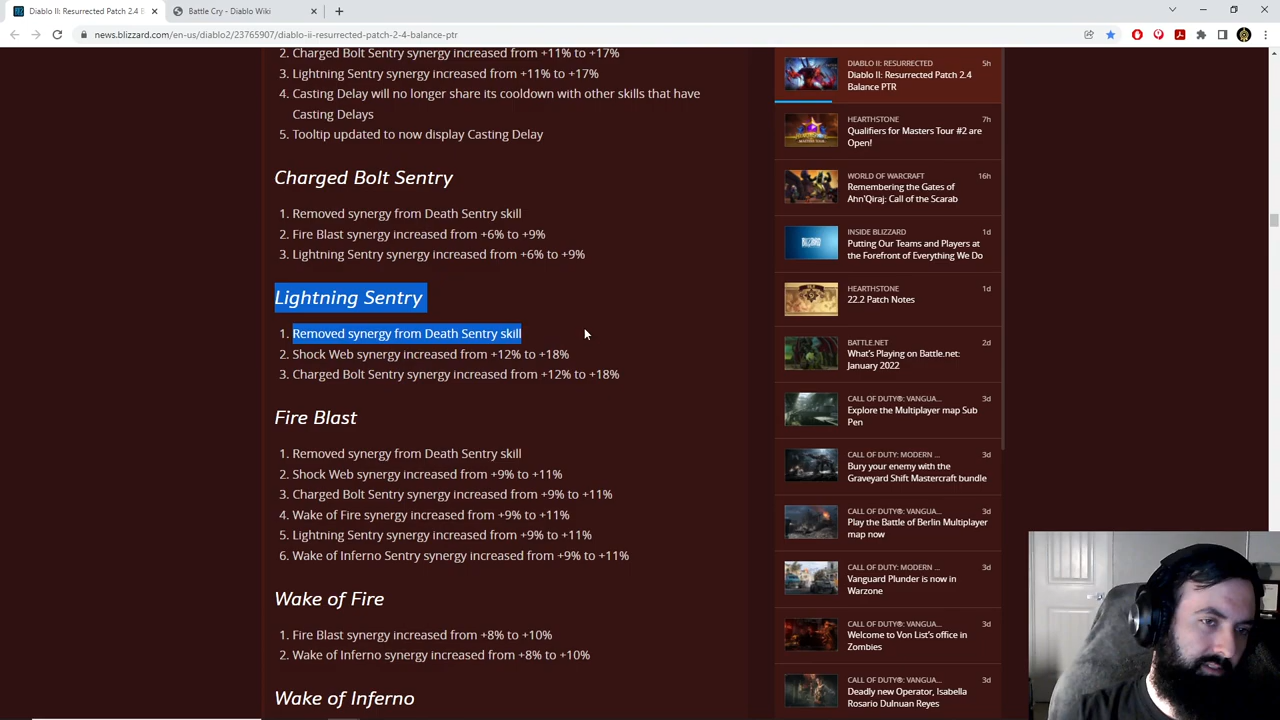 Diablo II: Resurrected Patch 2.4 B
Battle Cry - Diablo Wiki
news.blizzard.com/en-us/diablo2/23765907/diablo-ii-resurrected-patch-2-4-balance-ptr
2. Charged Bolt Sentry synergy increased from +11% to +17%
3. Lightning Sentry synergy increased from +11% to +17%
4. Casting Delay will no longer share its cooldown with other skills that have
Casting Delays
5. Tooltip updated to now display Casting Delay
Charged Bolt Sentry
1. Removed synergy from Death Sentry skill
2. Fire Blast synergy increased from +6% to +9%
3. Lightning Sentry synergy increased from +6% to +9%
Lightning Sentry
1. Removed synergy from Death Sentry skill
2. Shock Web synergy increased from +12% to +18%
3. Charged Bolt Sentry synergy increased from +12% to +18%
Fire Blast
1. Removed synergy from Death Sentry skill
2. Shock Web synergy increased from +9% to +11%
3. Charged Bolt Sentry synergy increased from +9% to +11%
4. Wake of Fire synergy increased from +9% to +11%
5. Lightning Sentry synergy increased from +9% to +11%
6. Wake of Inferno Sentry synergy increased from +9% to +11%
Wake of Fire
1. Fire Blast synergy increased from +8% to +10%
2. Wake of Inferno synergy increased from +8% to +10%
Wake of Inferno
DIABLO II: RESURRECTED 5h
Diablo II: Resurrected Patch 2.4
Balance PTR
HEARTHSTONE 7h
Qualifiers for Masters Tour #2 are
Open!
WORLD OF WARCRAFT 16h
Remembering the Gates of
Ahn'Qiraj: Call of the Scarab
INSIDE BLIZZARD 1d
Putting Our Teams and Players at
the Forefront of Everything We Do
HEARTHSTONE 1d
22.2 Patch Notes
BATTLE.NET 2d
What's Playing on Battle.net:
January 2022
CALL OF DUTY®: VANGUA... 3d
Explore the Multiplayer map Sub
Pen
CALL OF DUTY: MODERN ... 3d
Bury your enemy with the
Graveyard Shift Mastercraft bundle
CALL OF DUTY®: VANGUA... 3d
Play the Battle of Berlin Multiplayer
map now
CALL OF DUTY: MODERN ... 3d
Vanguard Plunder is now in
Warzone
CALL OF DUTY®: VANGUA... 3d
Welcome to Von List's office in
Zombies
CALL OF DUTY®: VANGUA... 3d
Deadly new Operator, Isabella
Rosario Dulnuan Reyes